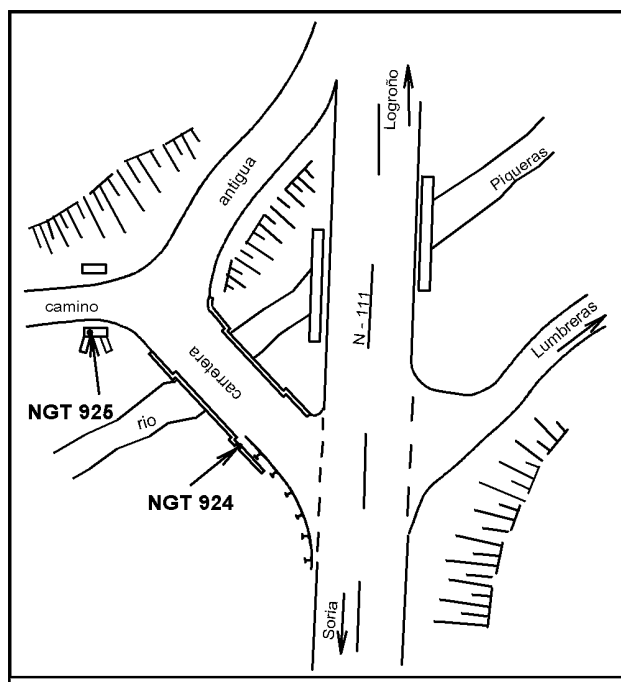 Logroño
Piqueras
antigua
camino
N - 111
Lumbreras
carretera
NGT 925
rio
NGT 924
Soria